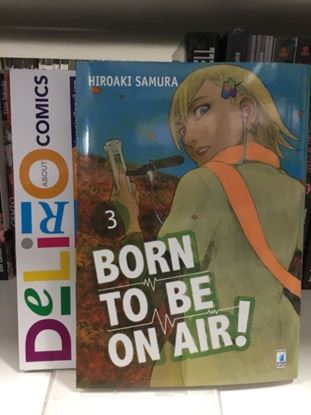 HIROAKI SAMURA
3
BORN
TO BE
ON AIR!
DeLiRiO
ABOUT
COMICS